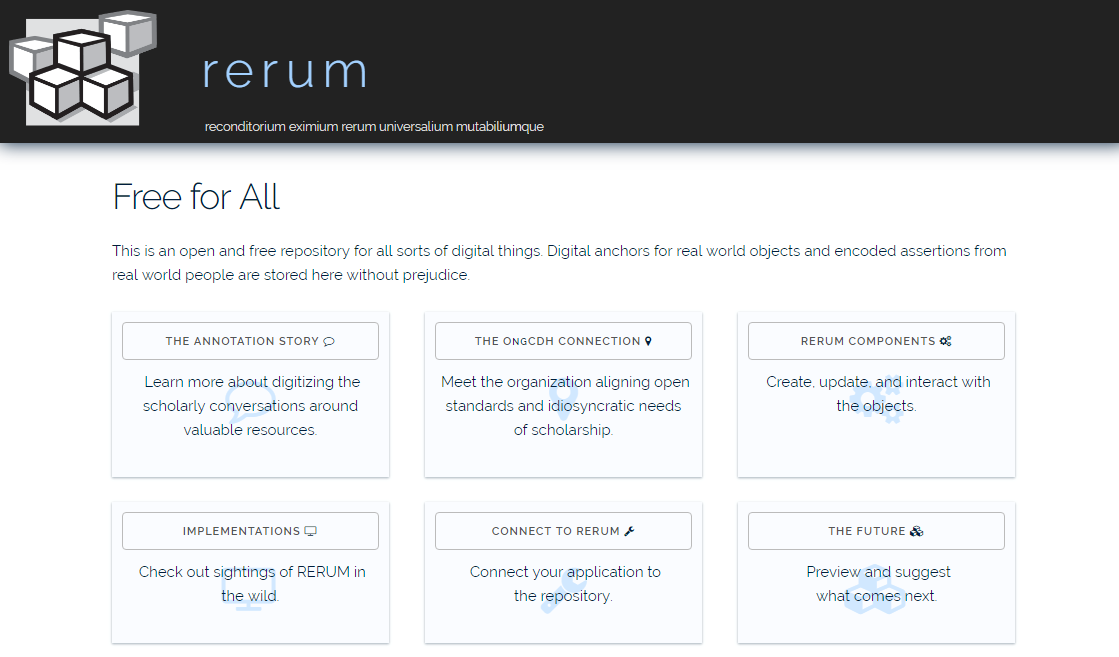 rerum
reconditorium eximium rerum universalium mutabiliumque
Free for All
This is an open and free repository for all sorts of digital things. Digital anchors for real world objects and encoded assertions from
real world people are stored here without prejudice.
THE ANNOTATION STORY
Learn more about digitizing the
scholarly conversations around
valuable resources.
THE ONGCDH CONNECTION
Meet the organization aligning open
standards and idiosyncratic needs
of scholarship.
RERUM COMPONENTS
Create, update, and interact with
the objects.
IMPLEMENTATIONS
Check out sightings of RERUM in
the wild.
CONNECT TO RERUM
Connect your application to
the repository.
THE FUTURE
Preview and suggest
what comes next.